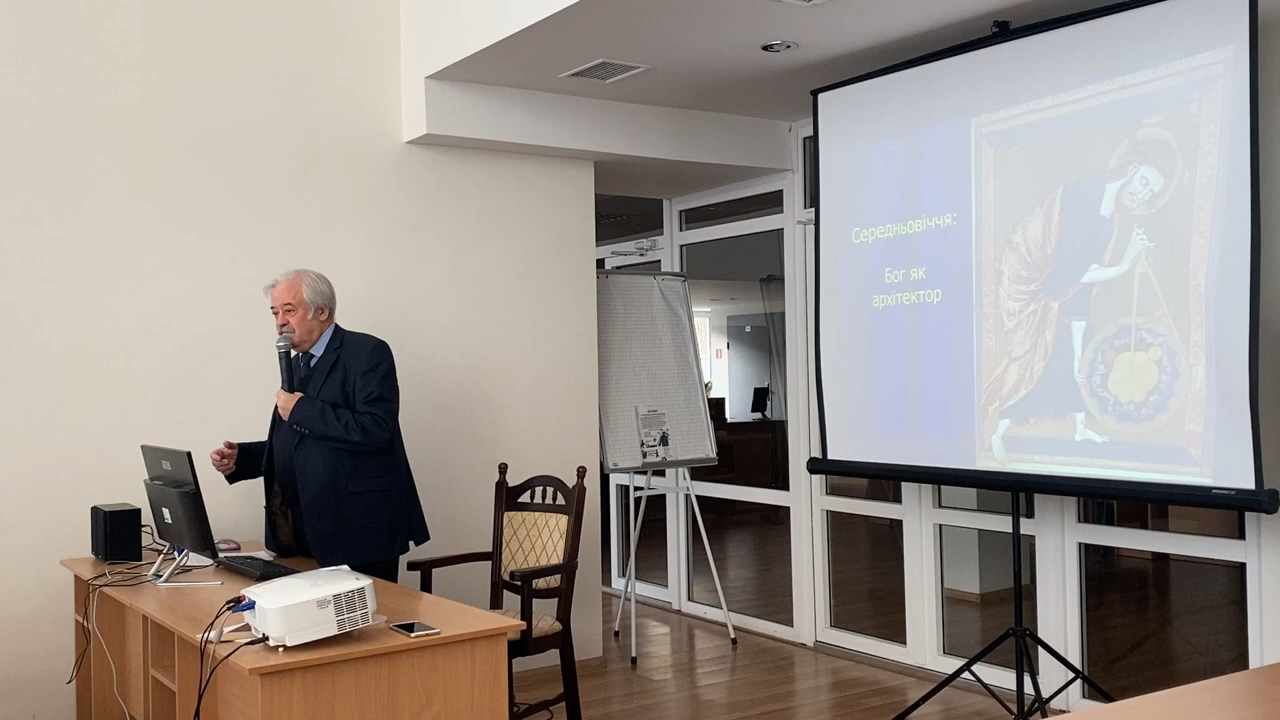 Середньовіччя:
Бог як
архітектор